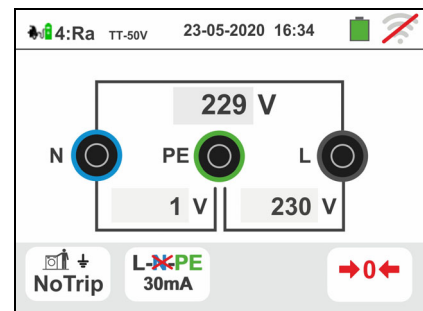 4:Ra TT-50V 23-05-2020 16:34
229 V
N PE L
1 V 230 V
NoTrip L-N-PE 30mA →0←